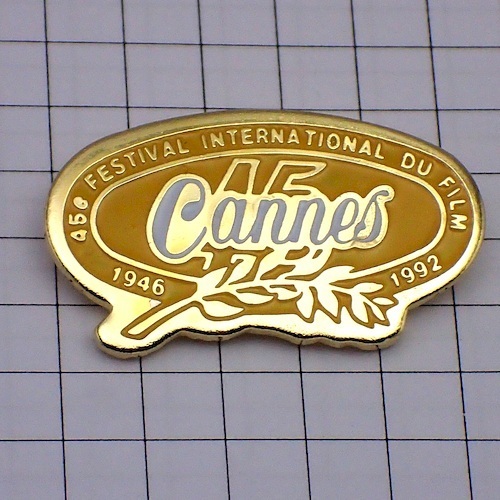 45e FESTIVAL INTERNATIONAL DU FILM
45
Cannes
1946 1992